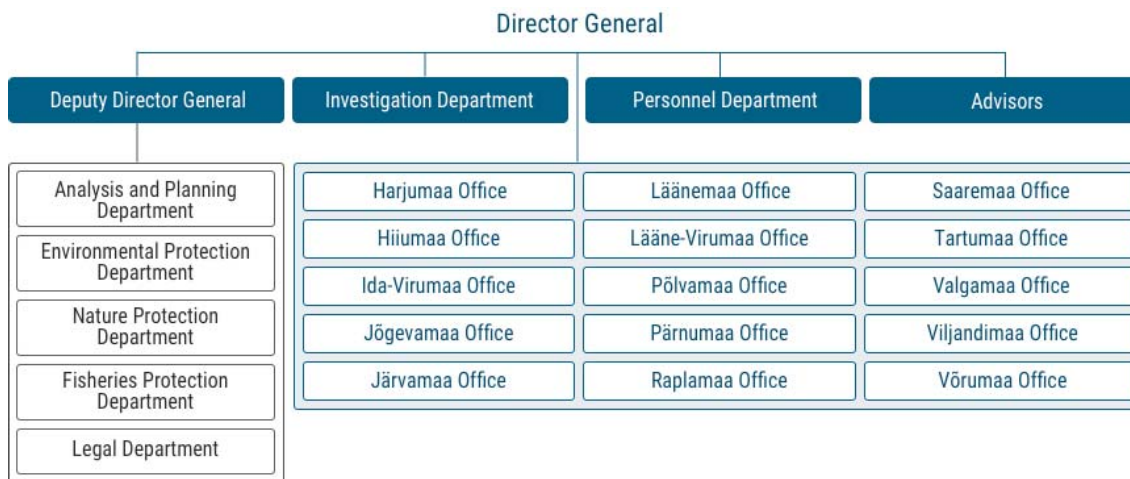 Director General
Deputy Director General
Investigation Department
Personnel Department
Advisors
Analysis and Planning
Department
Environmental Protection
Department
Nature Protection
Department
Fisheries Protection
Department
Legal Department
Harjumaa Office
Hiiumaa Office
Ida-Virumaa Office
Jõgevamaa Office
Järvamaa Office
Läänemaa Office
Lääne-Virumaa Office
Põlvamaa Office
Pärnumaa Office
Raplamaa Office
Saaremaa Office
Tartumaa Office
Valgamaa Office
Viljandimaa Office
Võrumaa Office